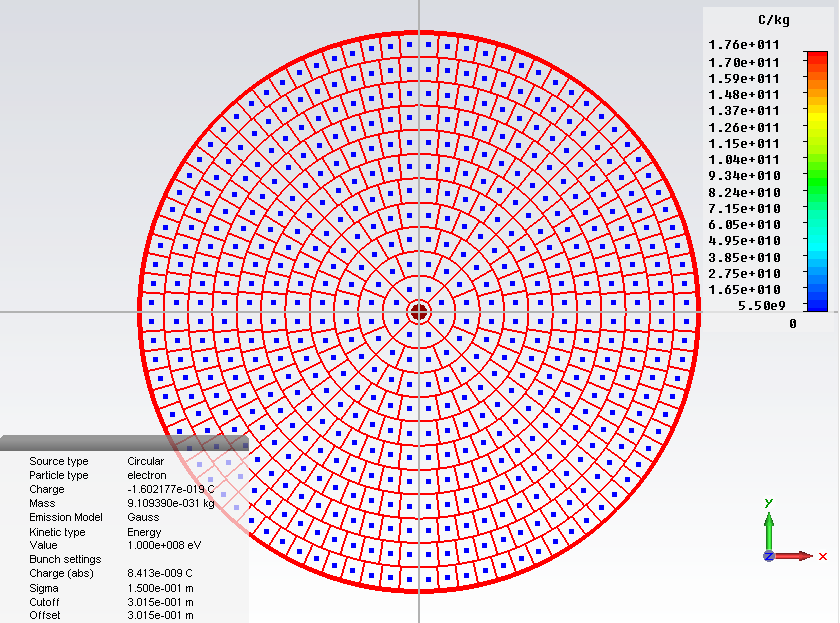 C/kg
1.76e+011
1.70e+011
1.59e+011
1.48e+011
1.37e+011
1.26e+011
1.15e+011
1.04e+011
9.34e+010
8.24e+010
7.15e+010
6.05e+010
4.95e+010
3.85e+010
2.75e+010
1.65e+010
5.50e9
0
Source type Circular
Particle type electron
Charge -1.602177e-019 C
Mass 9.109390e-031 kg
Emission Model Gauss
Kinetic type Energy
Value 1.000e+008 eV
Bunch settings
Charge (abs) 8.413e-009 C
Sigma 1.500e-001 m
Cutoff 3.015e-001 m
Offset 3.015e-001 m
y
z x